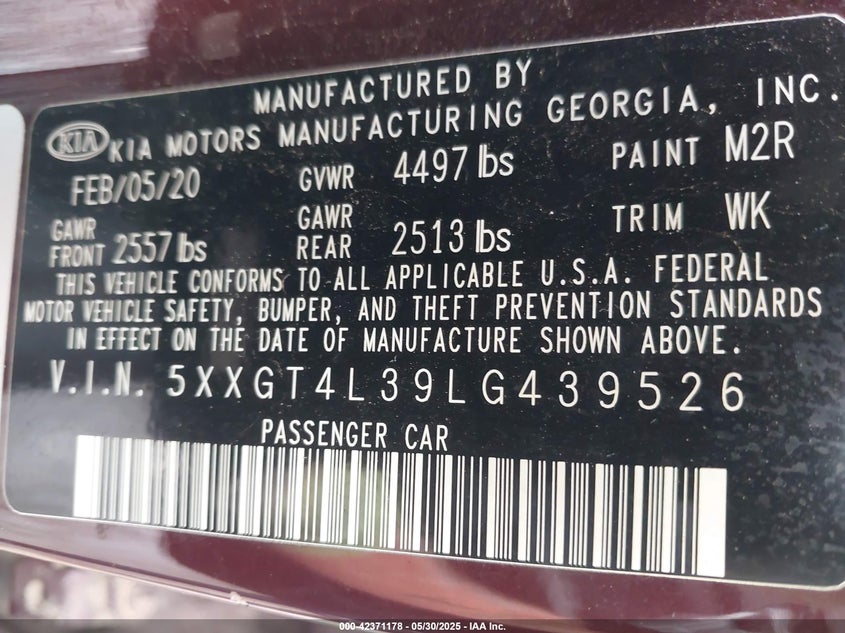 MANUFACTURED BY
KIA KIA MOTORS MANUFACTURING GEORGIA, INC.
FEB/05/20 GVWR 4497 lbs PAINT M2R
GAWR FRONT 2557 lbs GAWR REAR 2513 lbs TRIM WK
THIS VEHICLE CONFORMS TO ALL APPLICABLE U.S.A. FEDERAL
MOTOR VEHICLE SAFETY, BUMPER, AND THEFT PREVENTION STANDARDS
IN EFFECT ON THE DATE OF MANUFACTURE SHOWN ABOVE.
V.I.N. 5XXGT4L39LG439526
PASSENGER CAR
000-42371178 - 05/30/2025 - IAA Inc.